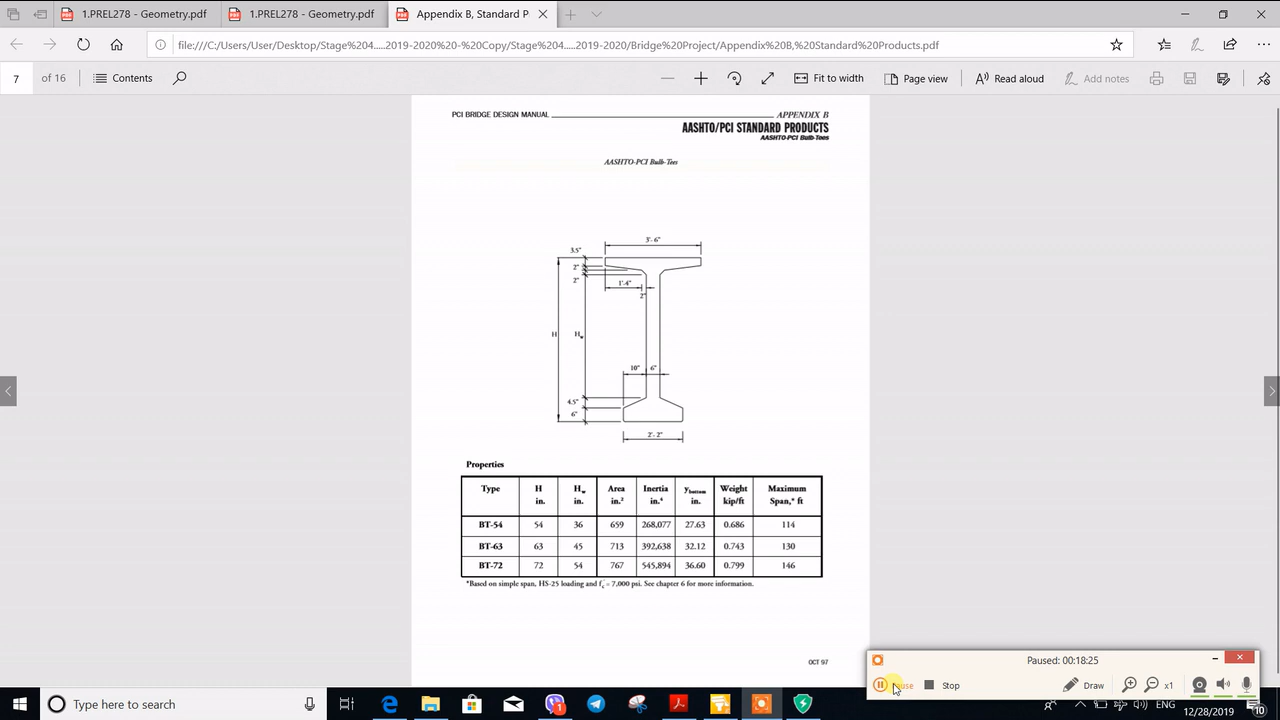 1.PREL278 - Geometry.pdf
1.PREL278 - Geometry.pdf
Appendix B, Standard P
file:///C:/Users/User/Desktop/Stage%204.....2019-2020%20-%20Copy/Stage%204.....2019-2020/Bridge%20Project/Appendix%20B,%20Standard%20Products.pdf
7 of 16 Contents Fit to width Page view Read aloud Add notes
PCI BRIDGE DESIGN MANUAL APPENDIX B
AASHTO/PCI STANDARD PRODUCTS
AASHTO-PCI Bulb-Tees
AASHTO-PCI Bulb-Tees
3'- 6"
3.5"
2"
2"
1'-4"
2"
H Hw
10" 6"
4.5"
6"
2'- 2"
Properties
Type H in. Hw in. Area in.² Inertia in.⁴ ybottom in. Weight kip/ft Maximum Span,* ft
BT-54 54 36 659 268,077 27.63 0.686 114
BT-63 63 45 713 392,638 32.12 0.743 130
BT-72 72 54 767 545,894 36.60 0.799 146
*Based on simple span, HS-25 loading and f'c = 7,000 psi. See chapter 6 for more information.
OCT 97
Paused: 00:18:25
Pause Stop Draw x1
Type here to search
ENG
12/28/2019
10